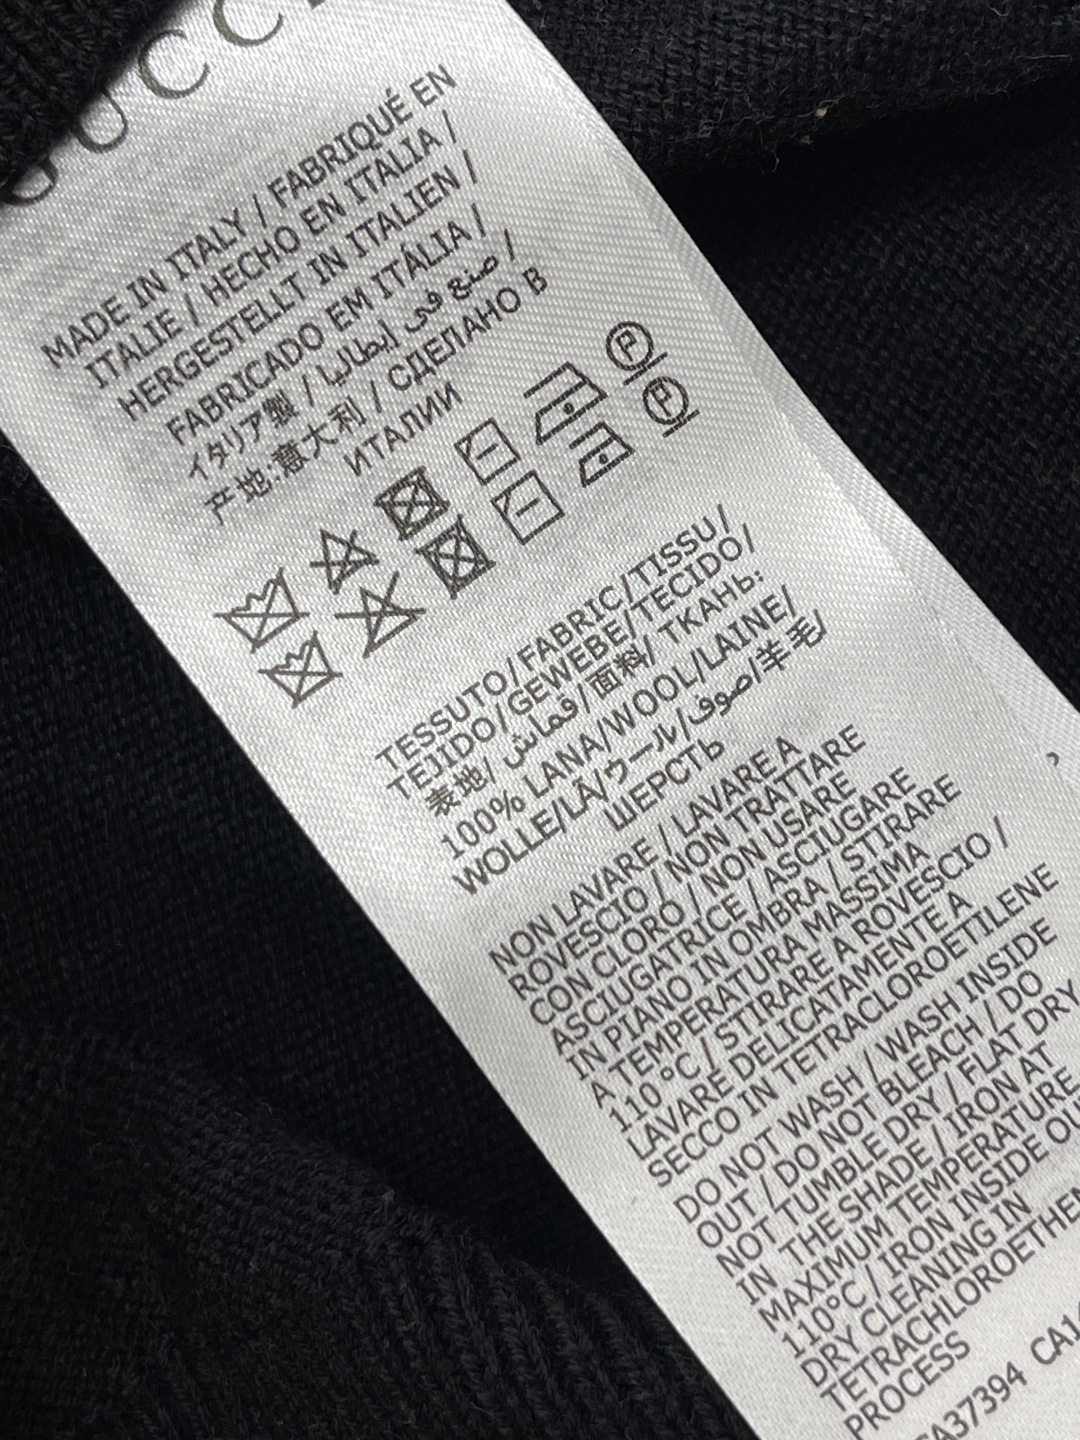 GUCCI
MADE IN ITALY / FABRIQUÉ EN
ITALIE / HECHO EN ITALIA /
HERGESTELLT IN ITALIEN /
FABRICADO EM ITÁLIA /
イタリア製 / صنع في إيطاليا /
产地:意大利 / СДЕЛАНО В
ИТАЛИИ
TESSUTO/FABRIC/TISSU/
TEJIDO/GEWEBE/TECIDO/
表地/ قماش/面料/ ТКАНЬ:
100% LANA/WOOL/LAINE/
WOLLE/LÃ/ウール/صوف/羊毛/
ШЕРСТЬ
NON LAVARE / LAVARE A
ROVESCIO / NON TRATTARE
CON CLORO / NON USARE
ASCIUGATRICE / ASCIUGARE
IN PIANO IN OMBRA / STIRARE
A TEMPERATURA MASSIMA
110°C / STIRARE A ROVESCIO /
LAVARE DELICATAMENTE A
SECCO IN TETRACLOROETILENE
DO NOT WASH / WASH INSIDE
OUT / DO NOT BLEACH / DO
NOT TUMBLE DRY / FLAT DRY
IN THE SHADE / IRON AT
MAXIMUM TEMPERATURE
110°C / IRON INSIDE OU
DRY CLEANING IN
TETRACHLOROETHEN
PROCESS
A37394 CA1